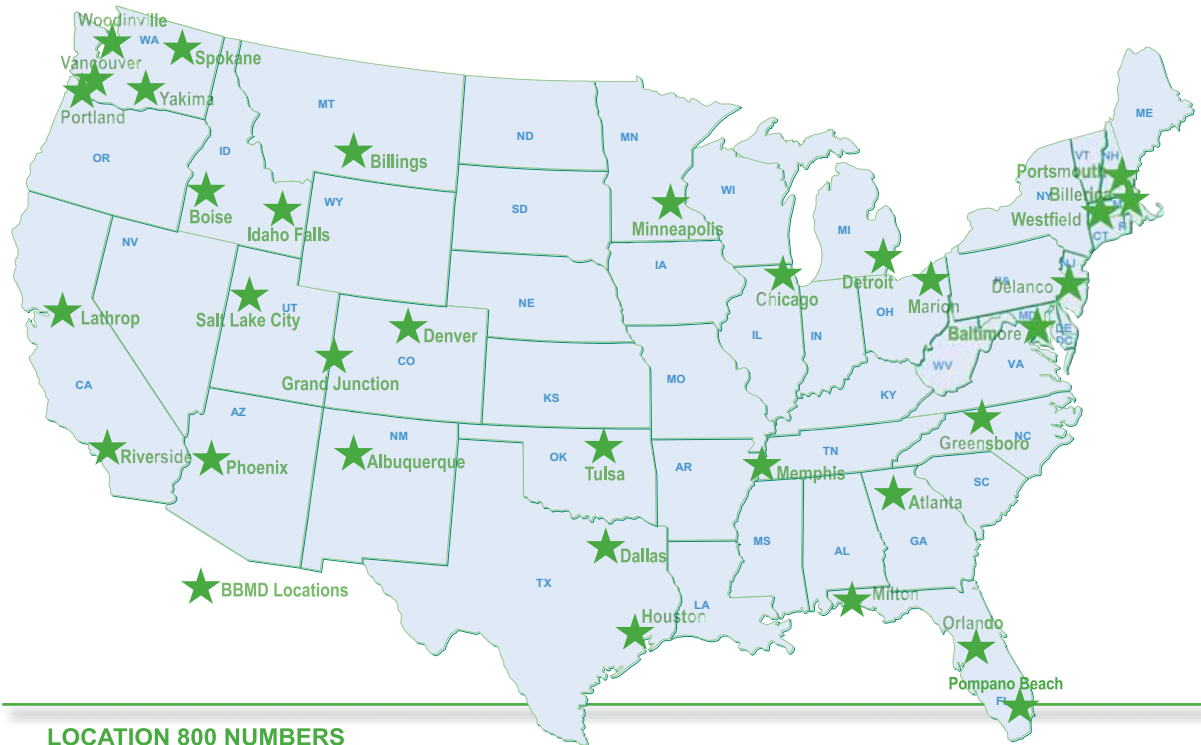 Woodinville
WA
Spokane
Vancouver
Yakima
Portland
MT
ND
MN
ME
OR
ID
Billings
VT
NH
Portsmouth
WI
Boise
Idaho Falls
WY
SD
Minneapolis
NY
Billerica
Westfield
CT
NV
MI
IA
NJ
Lathrop
Salt Lake City
UT
NE
Chicago
Detroit
Marion
PA
Delanco
Denver
CO
IL
IN
OH
MD
Baltimore
DE
DC
Grand Junction
CA
KS
MO
WV
VA
KY
AZ
NM
Riverside
Phoenix
Albuquerque
OK
Tulsa
AR
Memphis
TN
Greensboro
NC
SC
Atlanta
Dallas
MS
AL
GA
BBMD Locations
TX
LA
Milton
Houston
Orlando
Pompano Beach
FL
LOCATION 800 NUMBERS